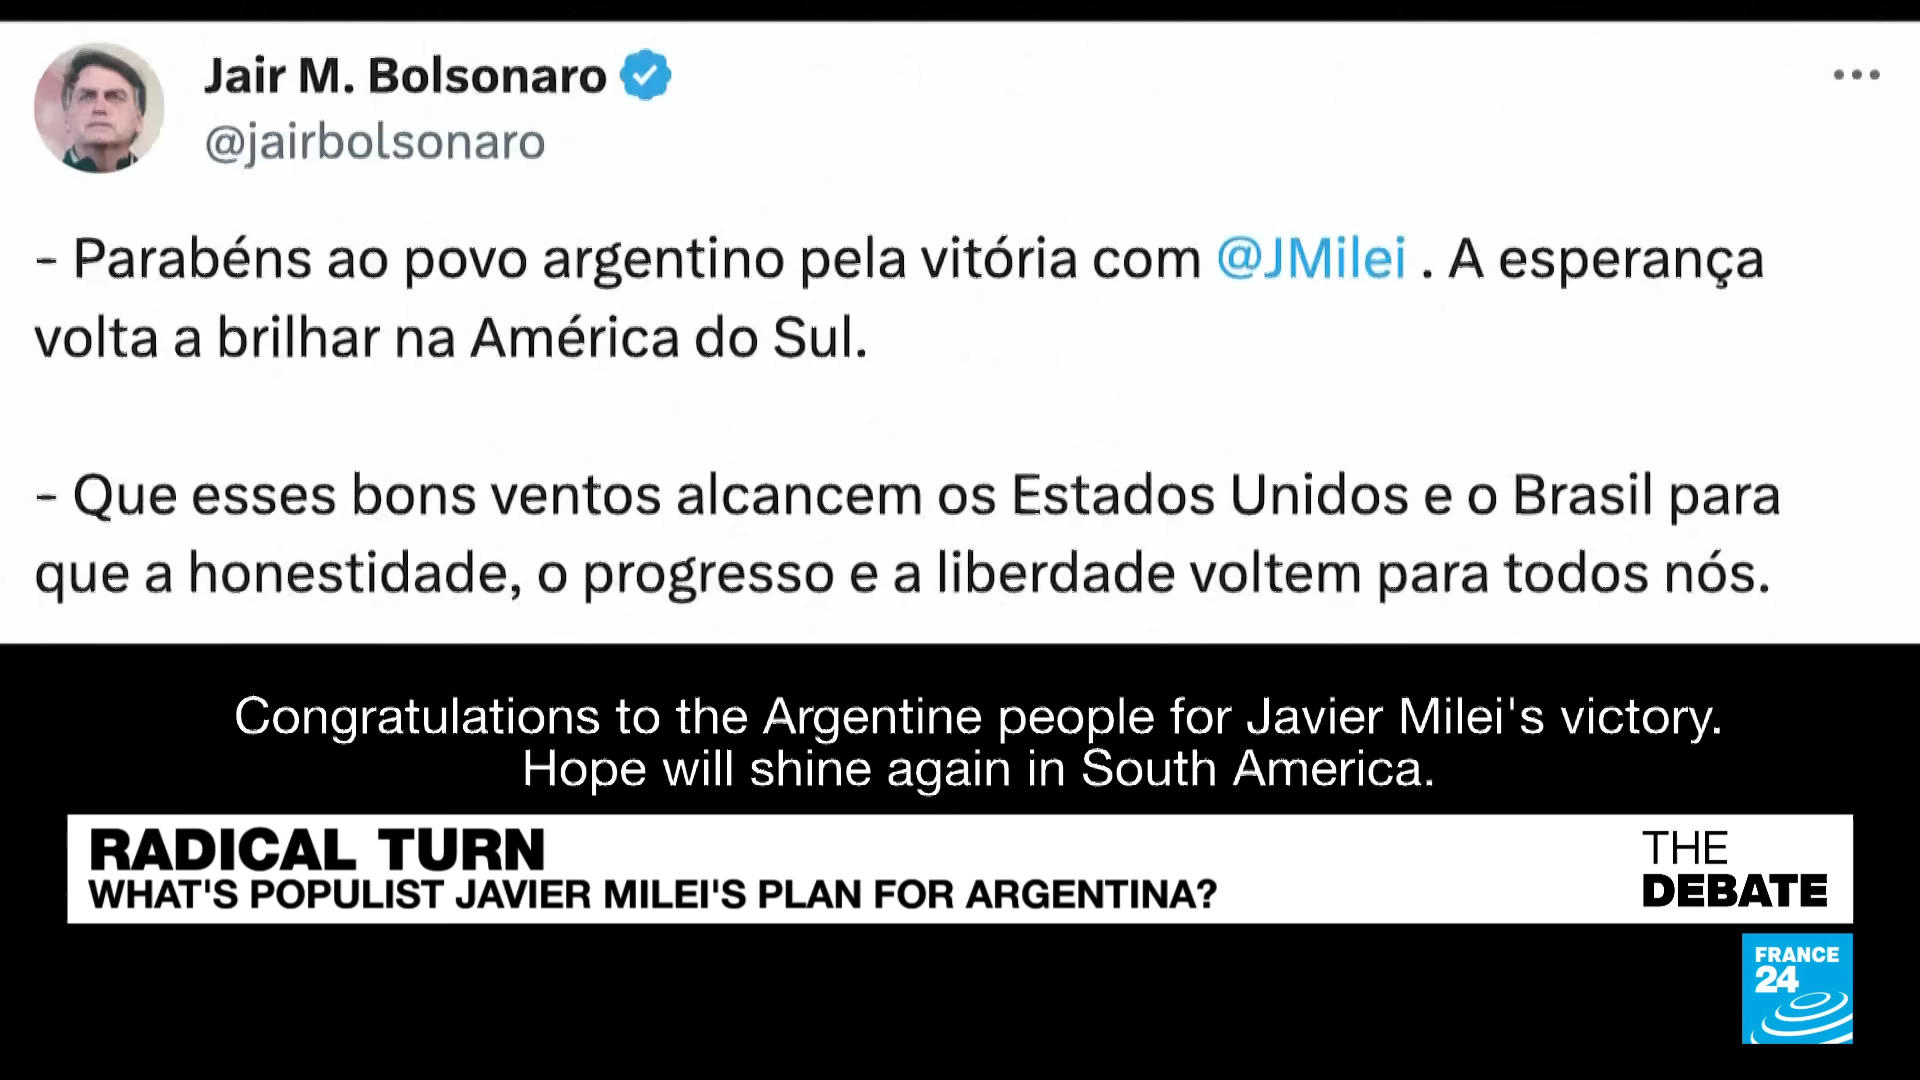 Jair M. Bolsonaro
@jairbolsonaro
- Parabéns ao povo argentino pela vitória com @JMilei . A esperança
volta a brilhar na América do Sul.
- Que esses bons ventos alcancem os Estados Unidos e o Brasil para
que a honestidade, o progresso e a liberdade voltem para todos nós.
Congratulations to the Argentine people for Javier Milei's victory.
Hope will shine again in South America.
RADICAL TURN
WHAT'S POPULIST JAVIER MILEI'S PLAN FOR ARGENTINA?
THE
DEBATE
FRANCE
24